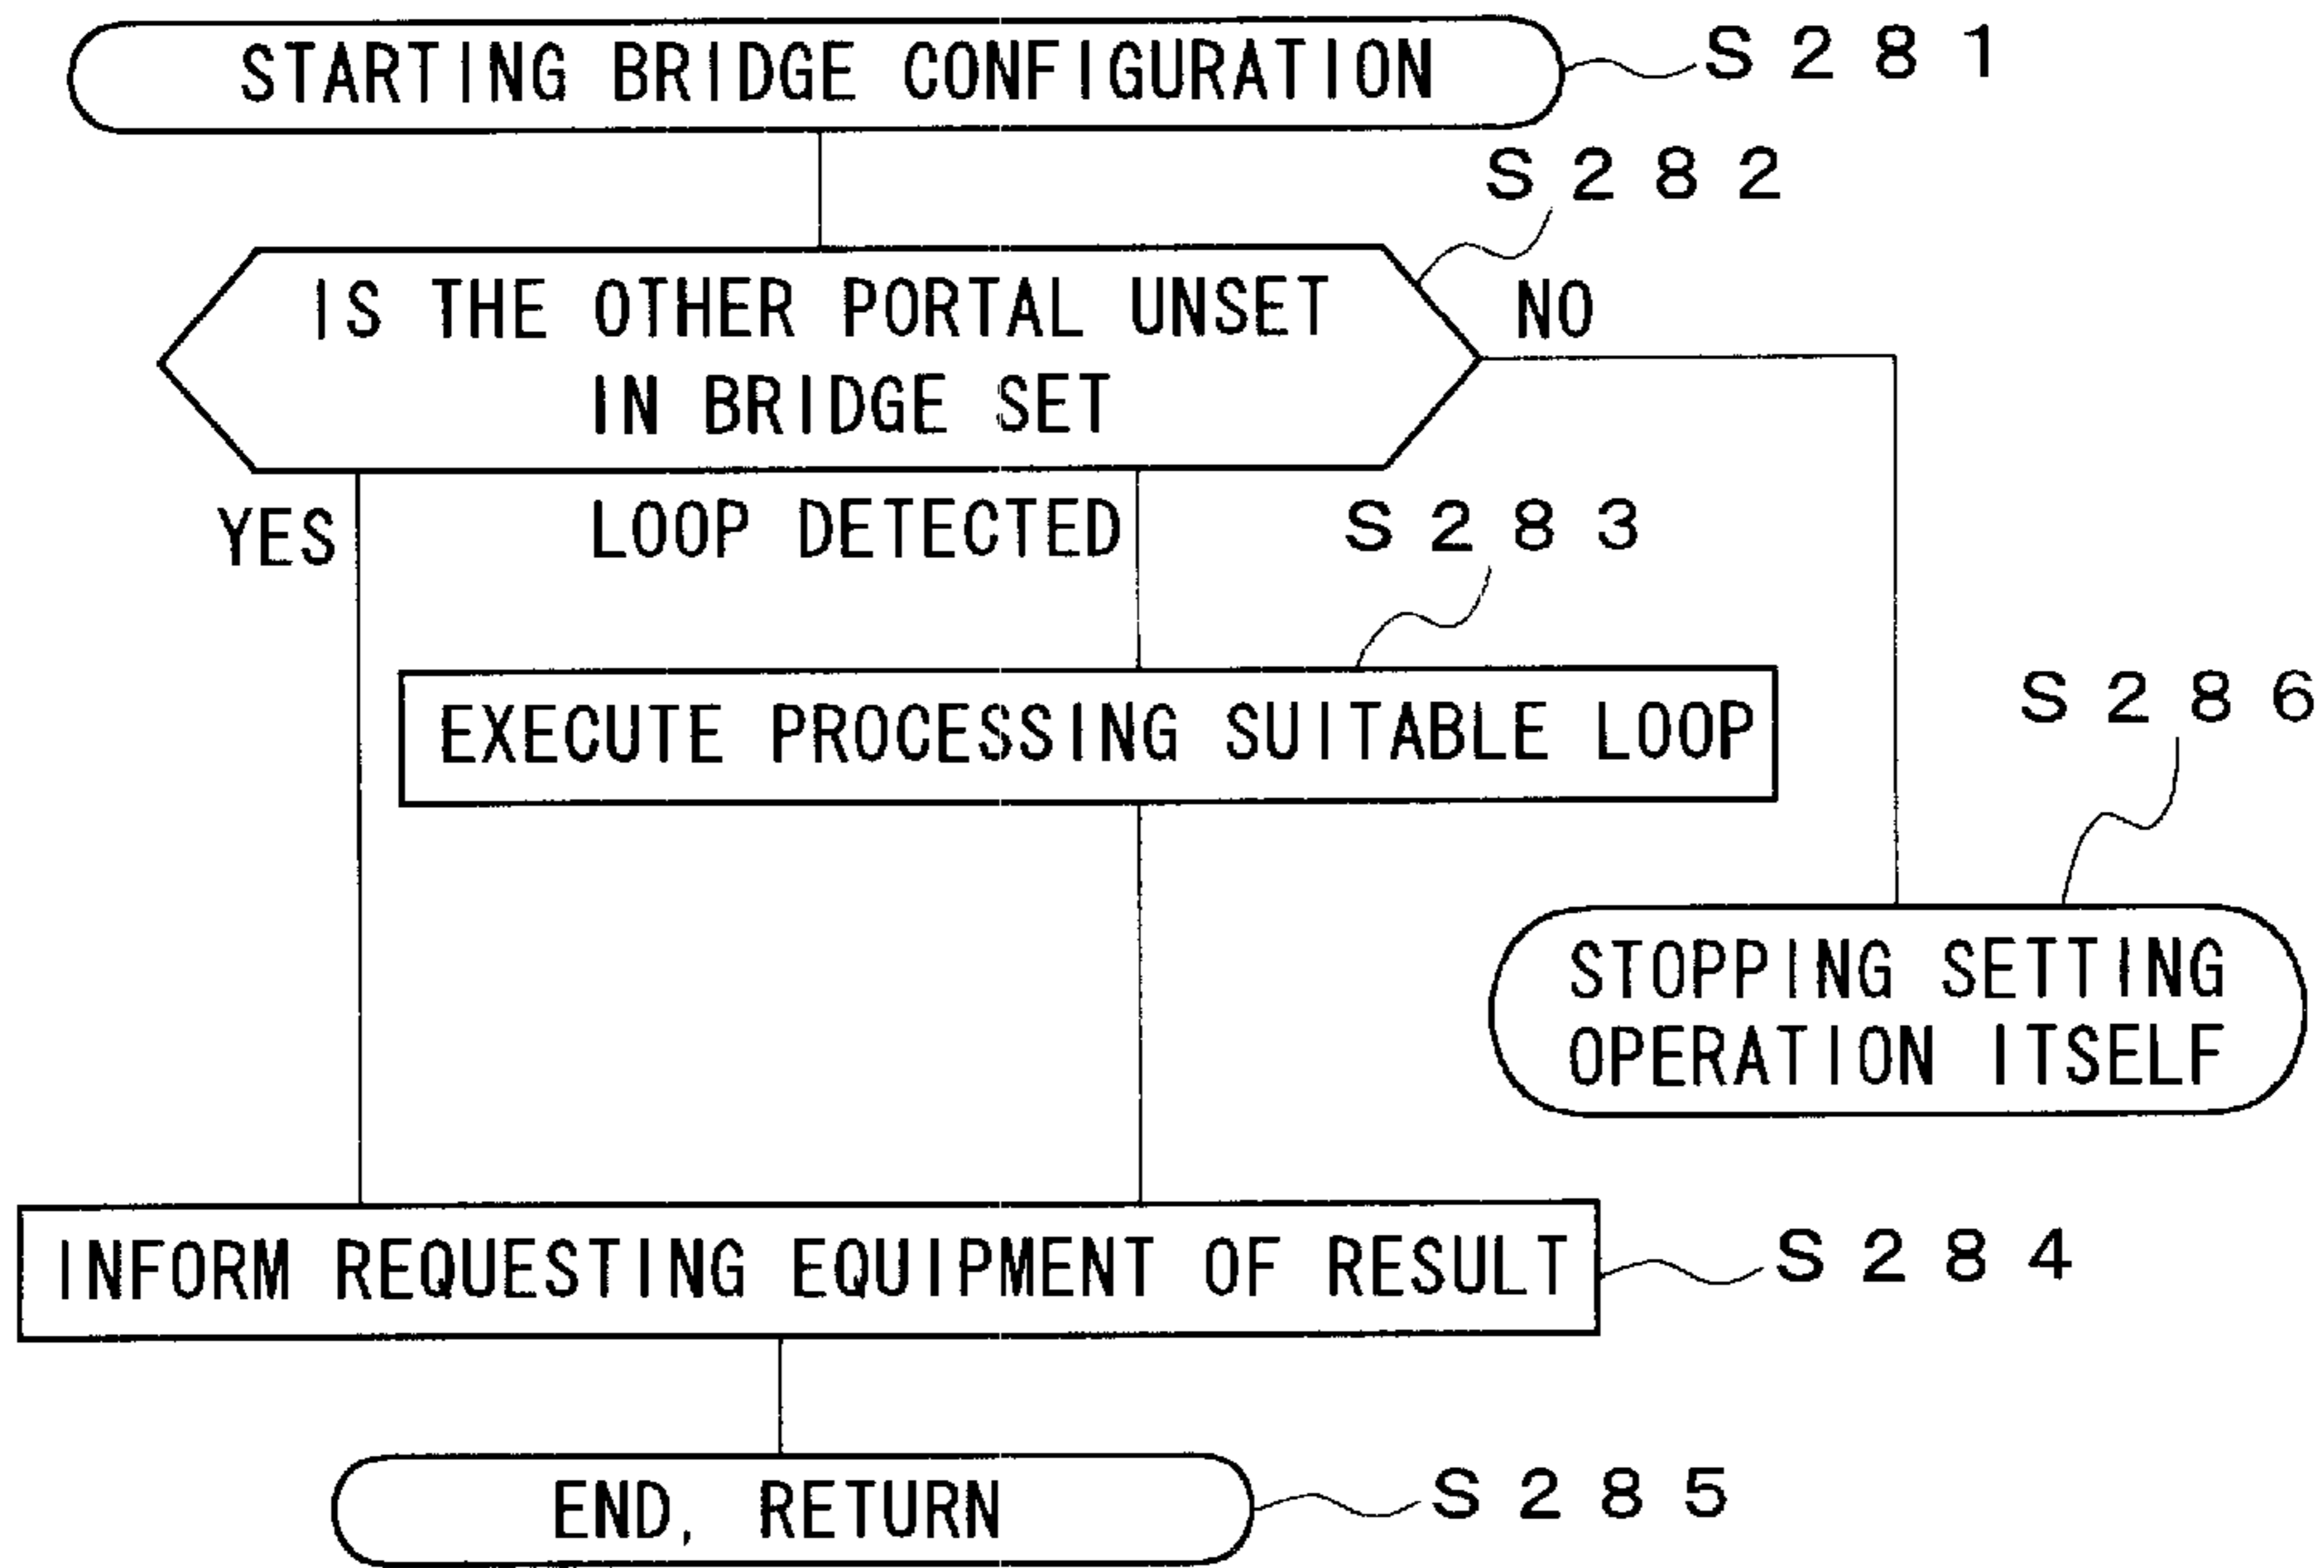 STARTING BRIDGE CONFIGURATION
S281
S282
IS THE OTHER PORTAL UNSET
IN BRIDGE SET
NO
YES
LOOP DETECTED
S283
EXECUTE PROCESSING SUITABLE LOOP
S286
STOPPING SETTING
OPERATION ITSELF
INFORM REQUESTING EQUIPMENT OF RESULT
S284
END, RETURN
S285